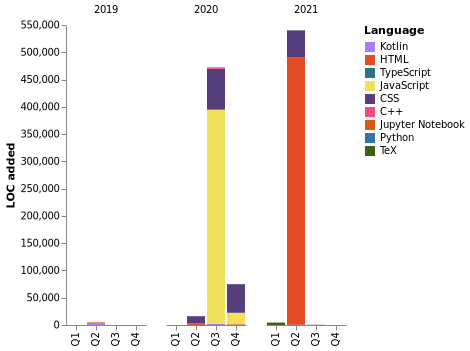 2019 2020 2021
550,000
500,000
450,000
400,000
350,000
300,000
250,000
200,000
150,000
100,000
50,000
0
LOC added
Q1 Q2 Q3 Q4 Q1 Q2 Q3 Q4 Q1 Q2 Q3 Q4
Language
Kotlin
HTML
TypeScript
JavaScript
CSS
C++
Jupyter Notebook
Python
TeX